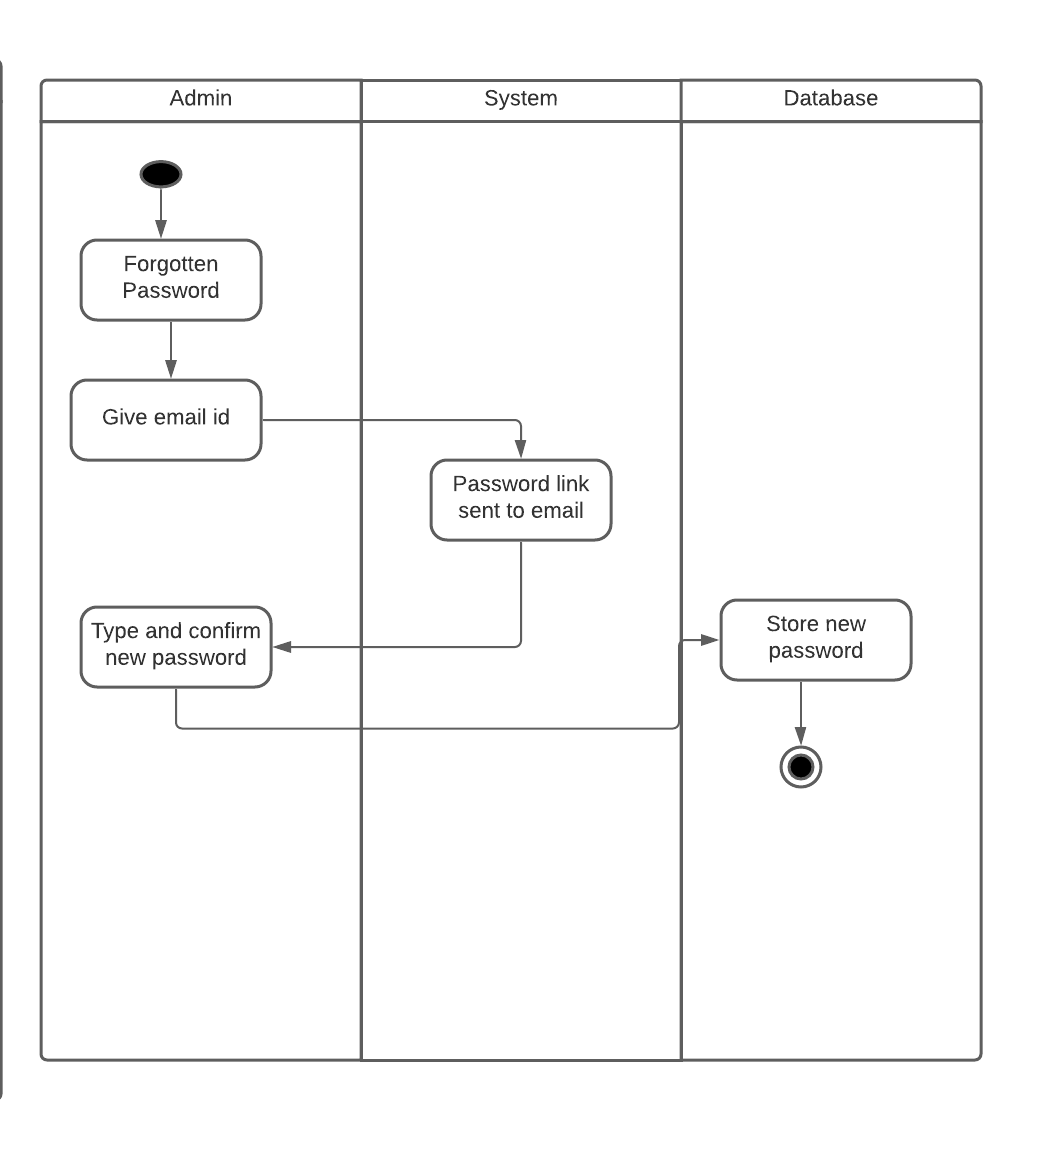 Admin
System
Database
Forgotten
Password
Give email id
Password link
sent to email
Type and confirm
new password
Store new
password